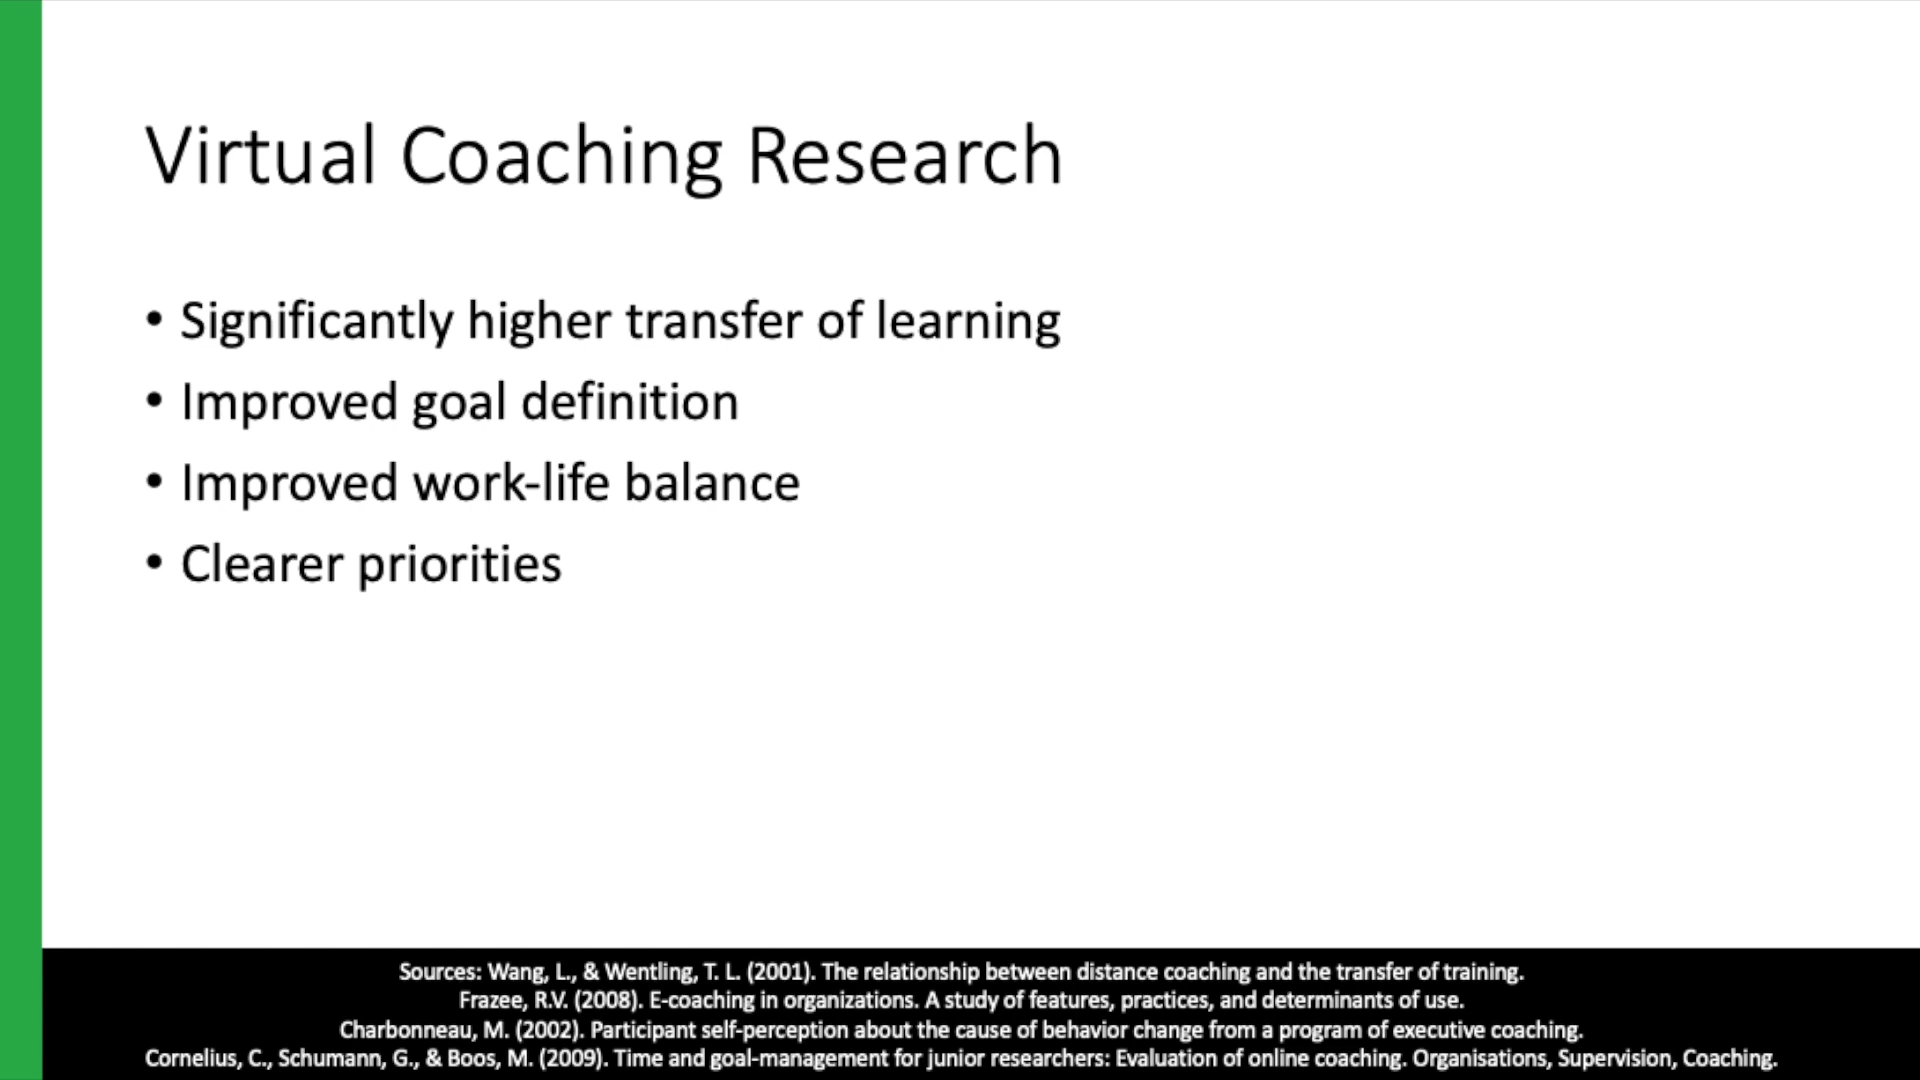 Virtual Coaching Research
• Significantly higher transfer of learning
• Improved goal definition
• Improved work-life balance
• Clearer priorities
Sources: Wang, L., & Wentling, T. L. (2001). The relationship between distance coaching and the transfer of training.
Frazee, R.V. (2008). E-coaching in organizations. A study of features, practices, and determinants of use.
Charbonneau, M. (2002). Participant self-perception about the cause of behavior change from a program of executive coaching.
Cornelius, C., Schumann, G., & Boos, M. (2009). Time and goal-management for junior researchers: Evaluation of online coaching. Organisations, Supervision, Coaching.